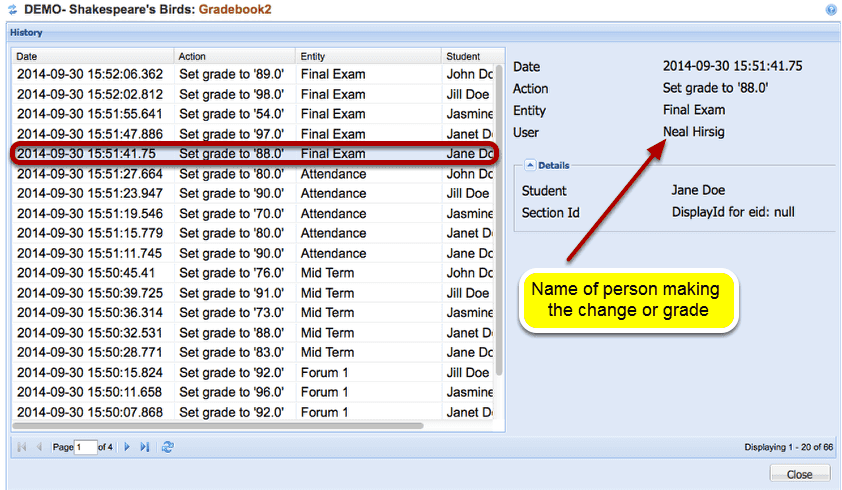 DEMO- Shakespeare's Birds: Gradebook2
History
Date Action Entity Student
2014-09-30 15:52:06.362 Set grade to '89.0' Final Exam John Do
2014-09-30 15:52:02.812 Set grade to '98.0' Final Exam Jill Doe
2014-09-30 15:51:55.641 Set grade to '54.0' Final Exam Jasmine
2014-09-30 15:51:47.886 Set grade to '97.0' Final Exam Janet D
2014-09-30 15:51:41.75 Set grade to '88.0' Final Exam Jane Do
2014-09-30 15:51:27.664 Set grade to '80.0' Attendance John Do
2014-09-30 15:51:23.947 Set grade to '90.0' Attendance Jill Doe
2014-09-30 15:51:19.546 Set grade to '70.0' Attendance Jasmine
2014-09-30 15:51:15.779 Set grade to '80.0' Attendance Janet D
2014-09-30 15:51:11.745 Set grade to '90.0' Attendance Jane Do
2014-09-30 15:50:45.41 Set grade to '76.0' Mid Term John Do
2014-09-30 15:50:39.725 Set grade to '91.0' Mid Term Jill Doe
2014-09-30 15:50:36.314 Set grade to '73.0' Mid Term Jasmine
2014-09-30 15:50:32.531 Set grade to '88.0' Mid Term Janet D
2014-09-30 15:50:28.771 Set grade to '83.0' Mid Term Jane Do
2014-09-30 15:50:15.824 Set grade to '92.0' Forum 1 Jill Doe
2014-09-30 15:50:11.658 Set grade to '96.0' Forum 1 Jasmine
2014-09-30 15:50:07.868 Set grade to '92.0' Forum 1 Janet D
Page 1 of 4
Displaying 1 - 20 of 66
Date 2014-09-30 15:51:41.75
Action Set grade to '88.0'
Entity Final Exam
User Neal Hirsig
Details
Student Jane Doe
Section Id DisplayId for eid: null
Name of person making
the change or grade
Close